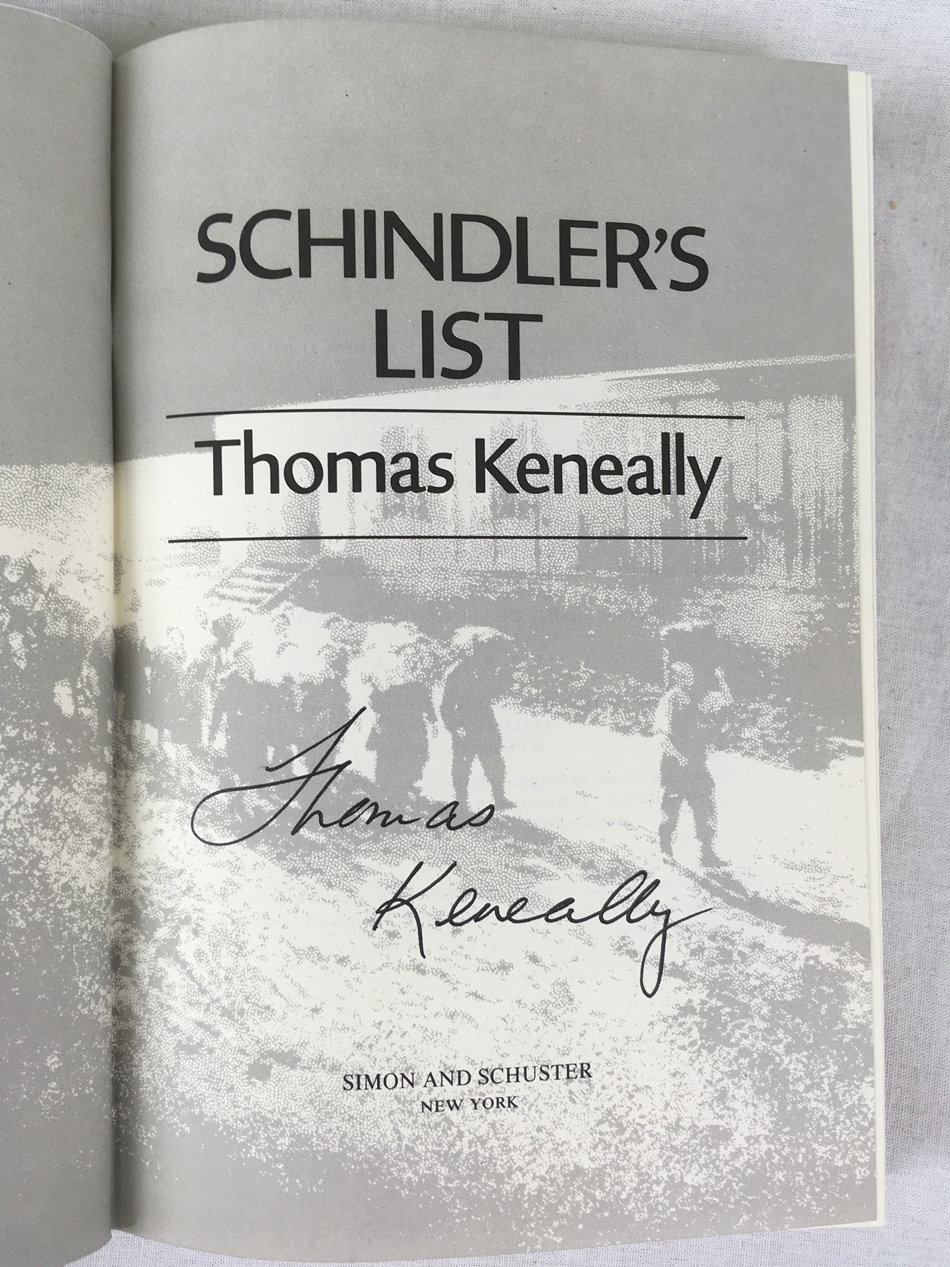 SCHINDLER'S
LIST
Thomas Keneally
Thomas
Keneally
SIMON AND SCHUSTER
NEW YORK